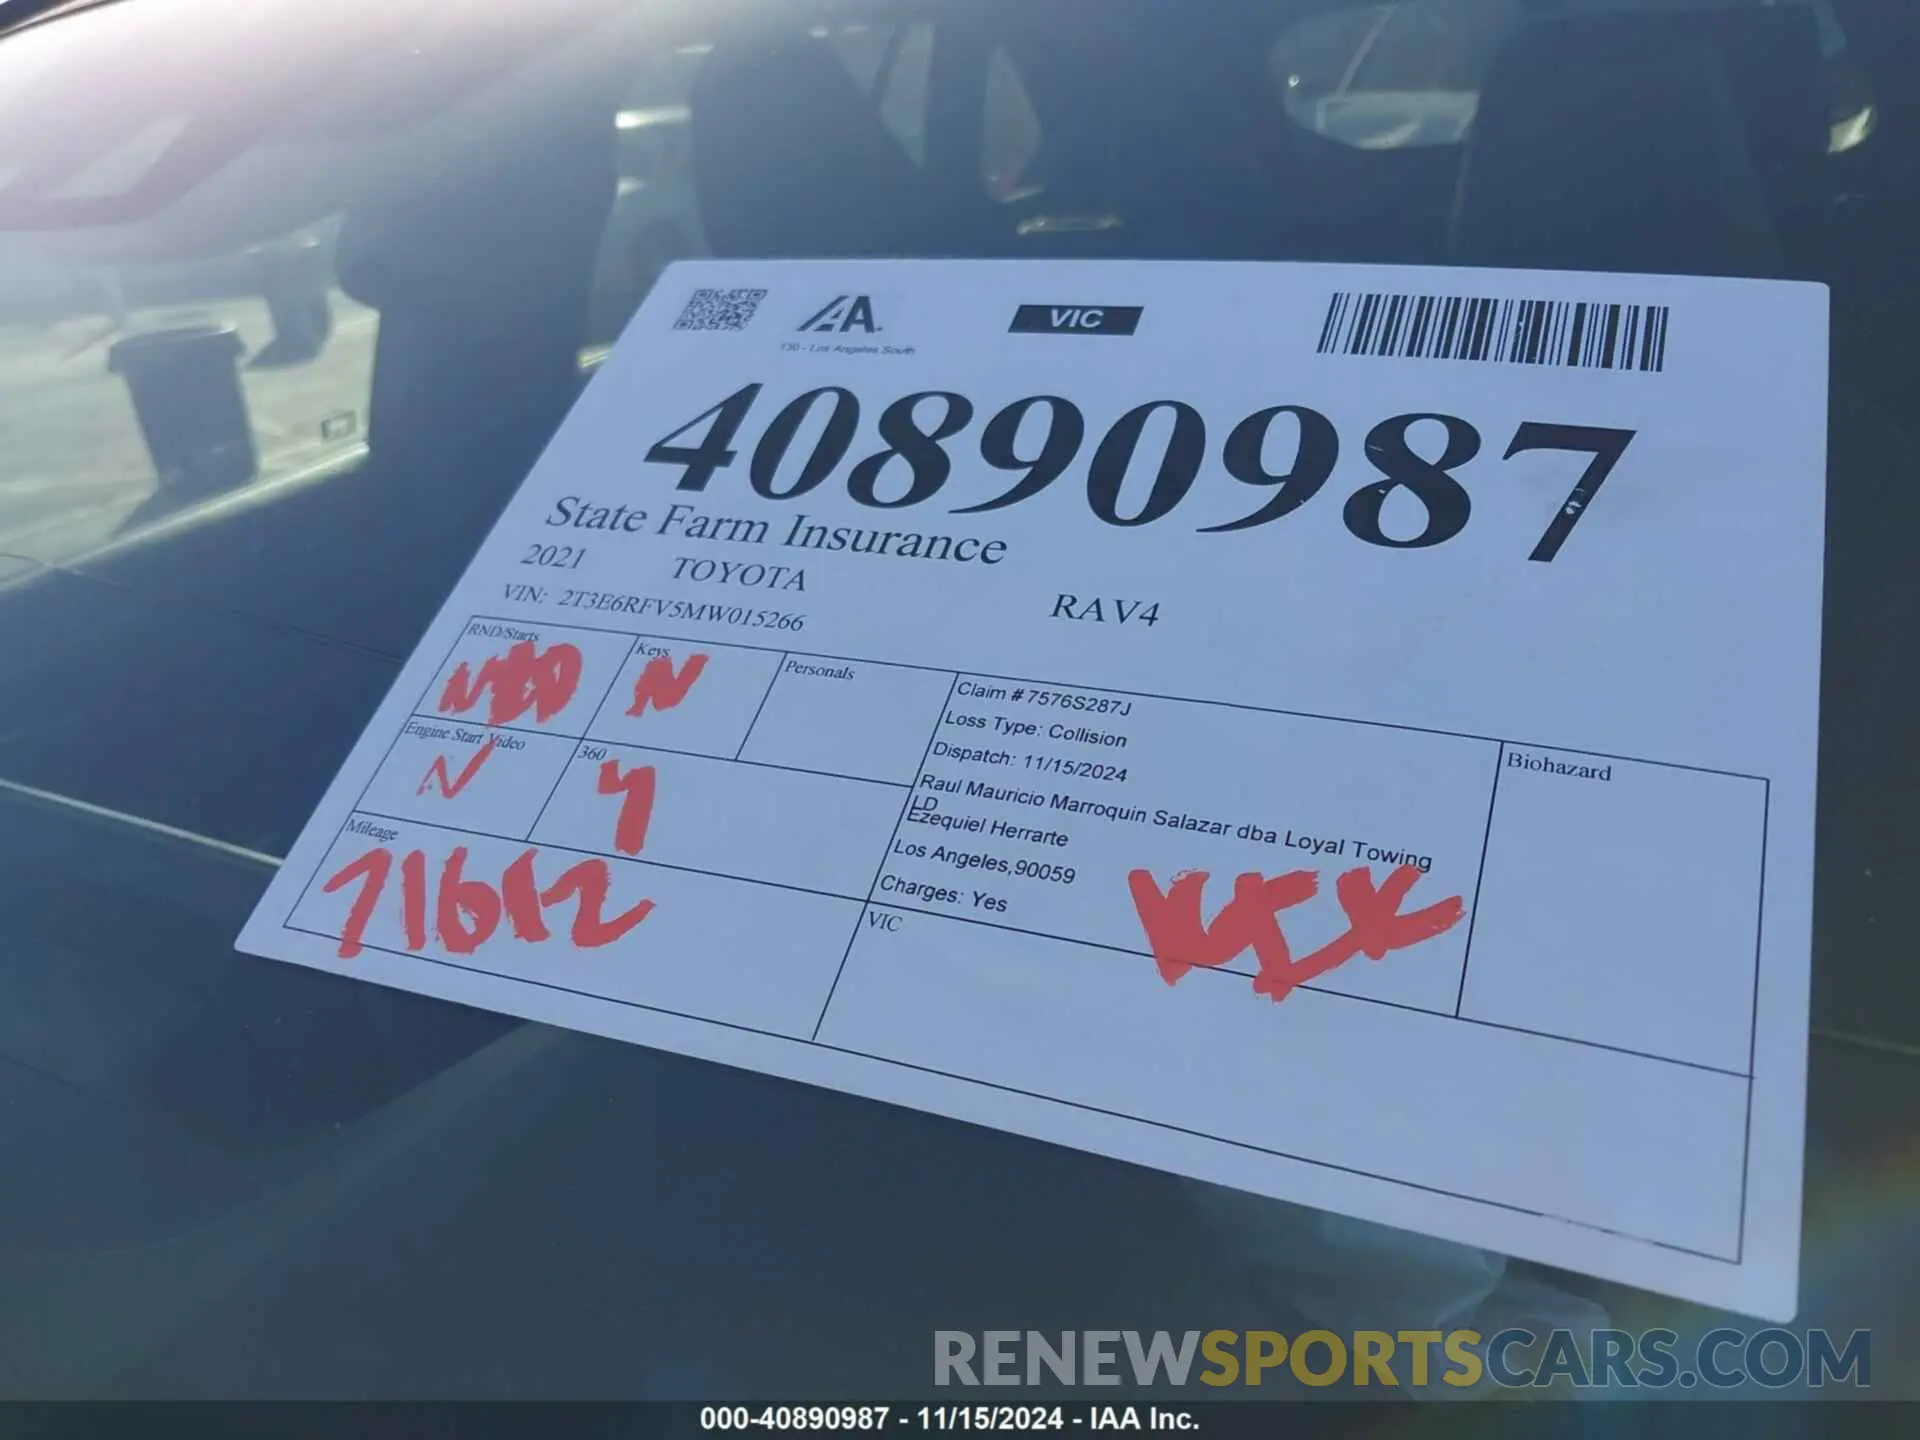 IAA
VIC
130 - Los Angeles South
40890987
State Farm Insurance
2021 TOYOTA RAV4
VIN: 2T3E6RFV5MW015266
RND/Starts
Keys
N
Personals
Engine Start Video
N
360
Y
Mileage
71612
Claim # 7576S287J
Loss Type: Collision
Dispatch: 11/15/2024
Raul Mauricio Marroquin Salazar dba Loyal Towing
LD
Ezequiel Herrarte
Los Angeles,90059
Charges: Yes
Biohazard
VIC
RENEWSPORTSCARS.COM
000-40890987 - 11/15/2024 - IAA Inc.